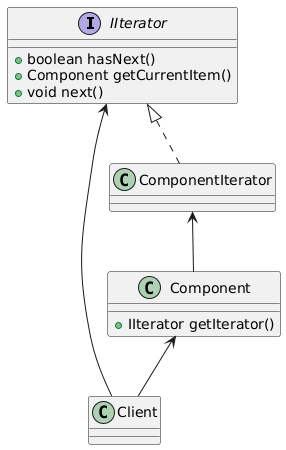 I IIterator
boolean hasNext()
Component getCurrentItem()
void next()
C ComponentIterator
C Component
IIterator getIterator()
C Client